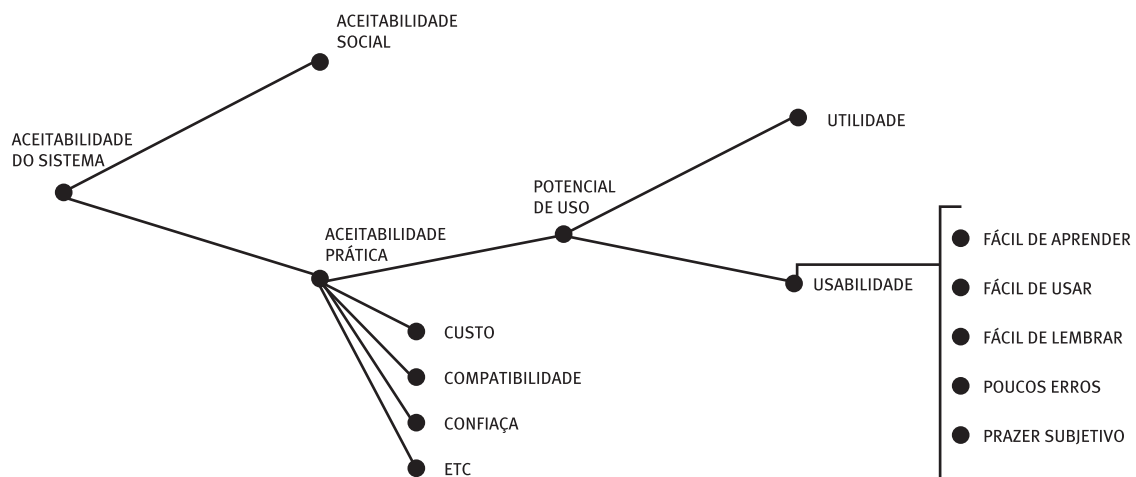 ACEITABILIDADE
SOCIAL
ACEITABILIDADE
DO SISTEMA
UTILIDADE
POTENCIAL
DE USO
ACEITABILIDADE
PRÁTICA
USABILIDADE
FÁCIL DE APRENDER
FÁCIL DE USAR
FÁCIL DE LEMBRAR
POUCOS ERROS
PRAZER SUBJETIVO
CUSTO
COMPATIBILIDADE
CONFIAÇA
ETC